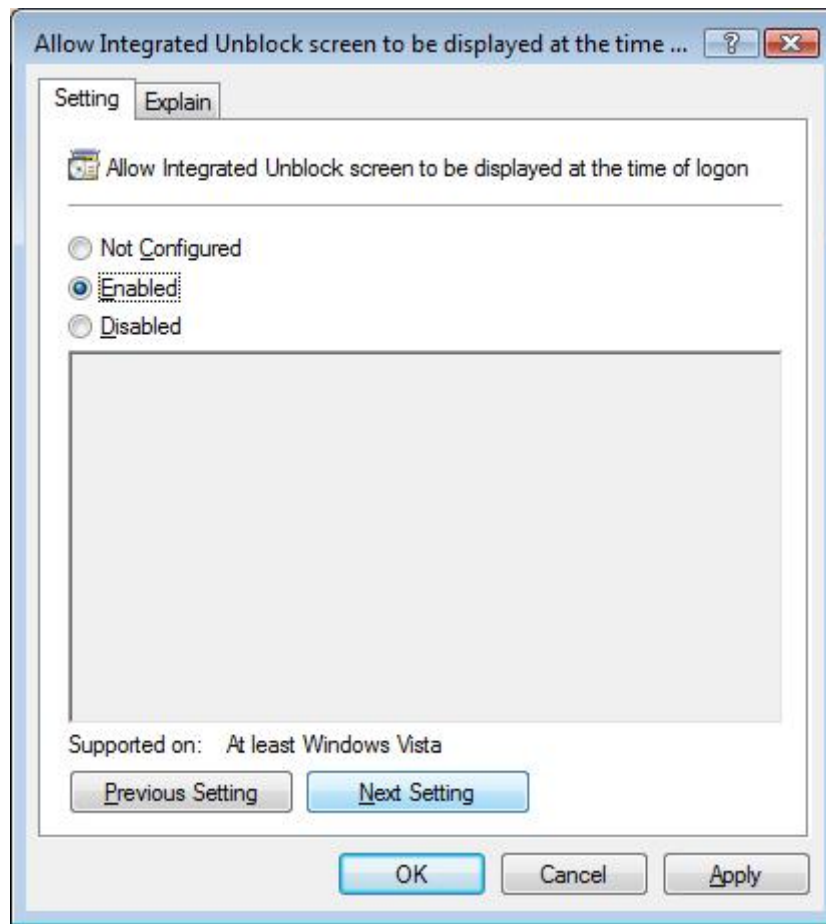 Allow Integrated Unblock screen to be displayed at the time ...
Setting Explain
Allow Integrated Unblock screen to be displayed at the time of logon
Not Configured
Enabled
Disabled
Supported on: At least Windows Vista
Previous Setting Next Setting
OK Cancel Apply